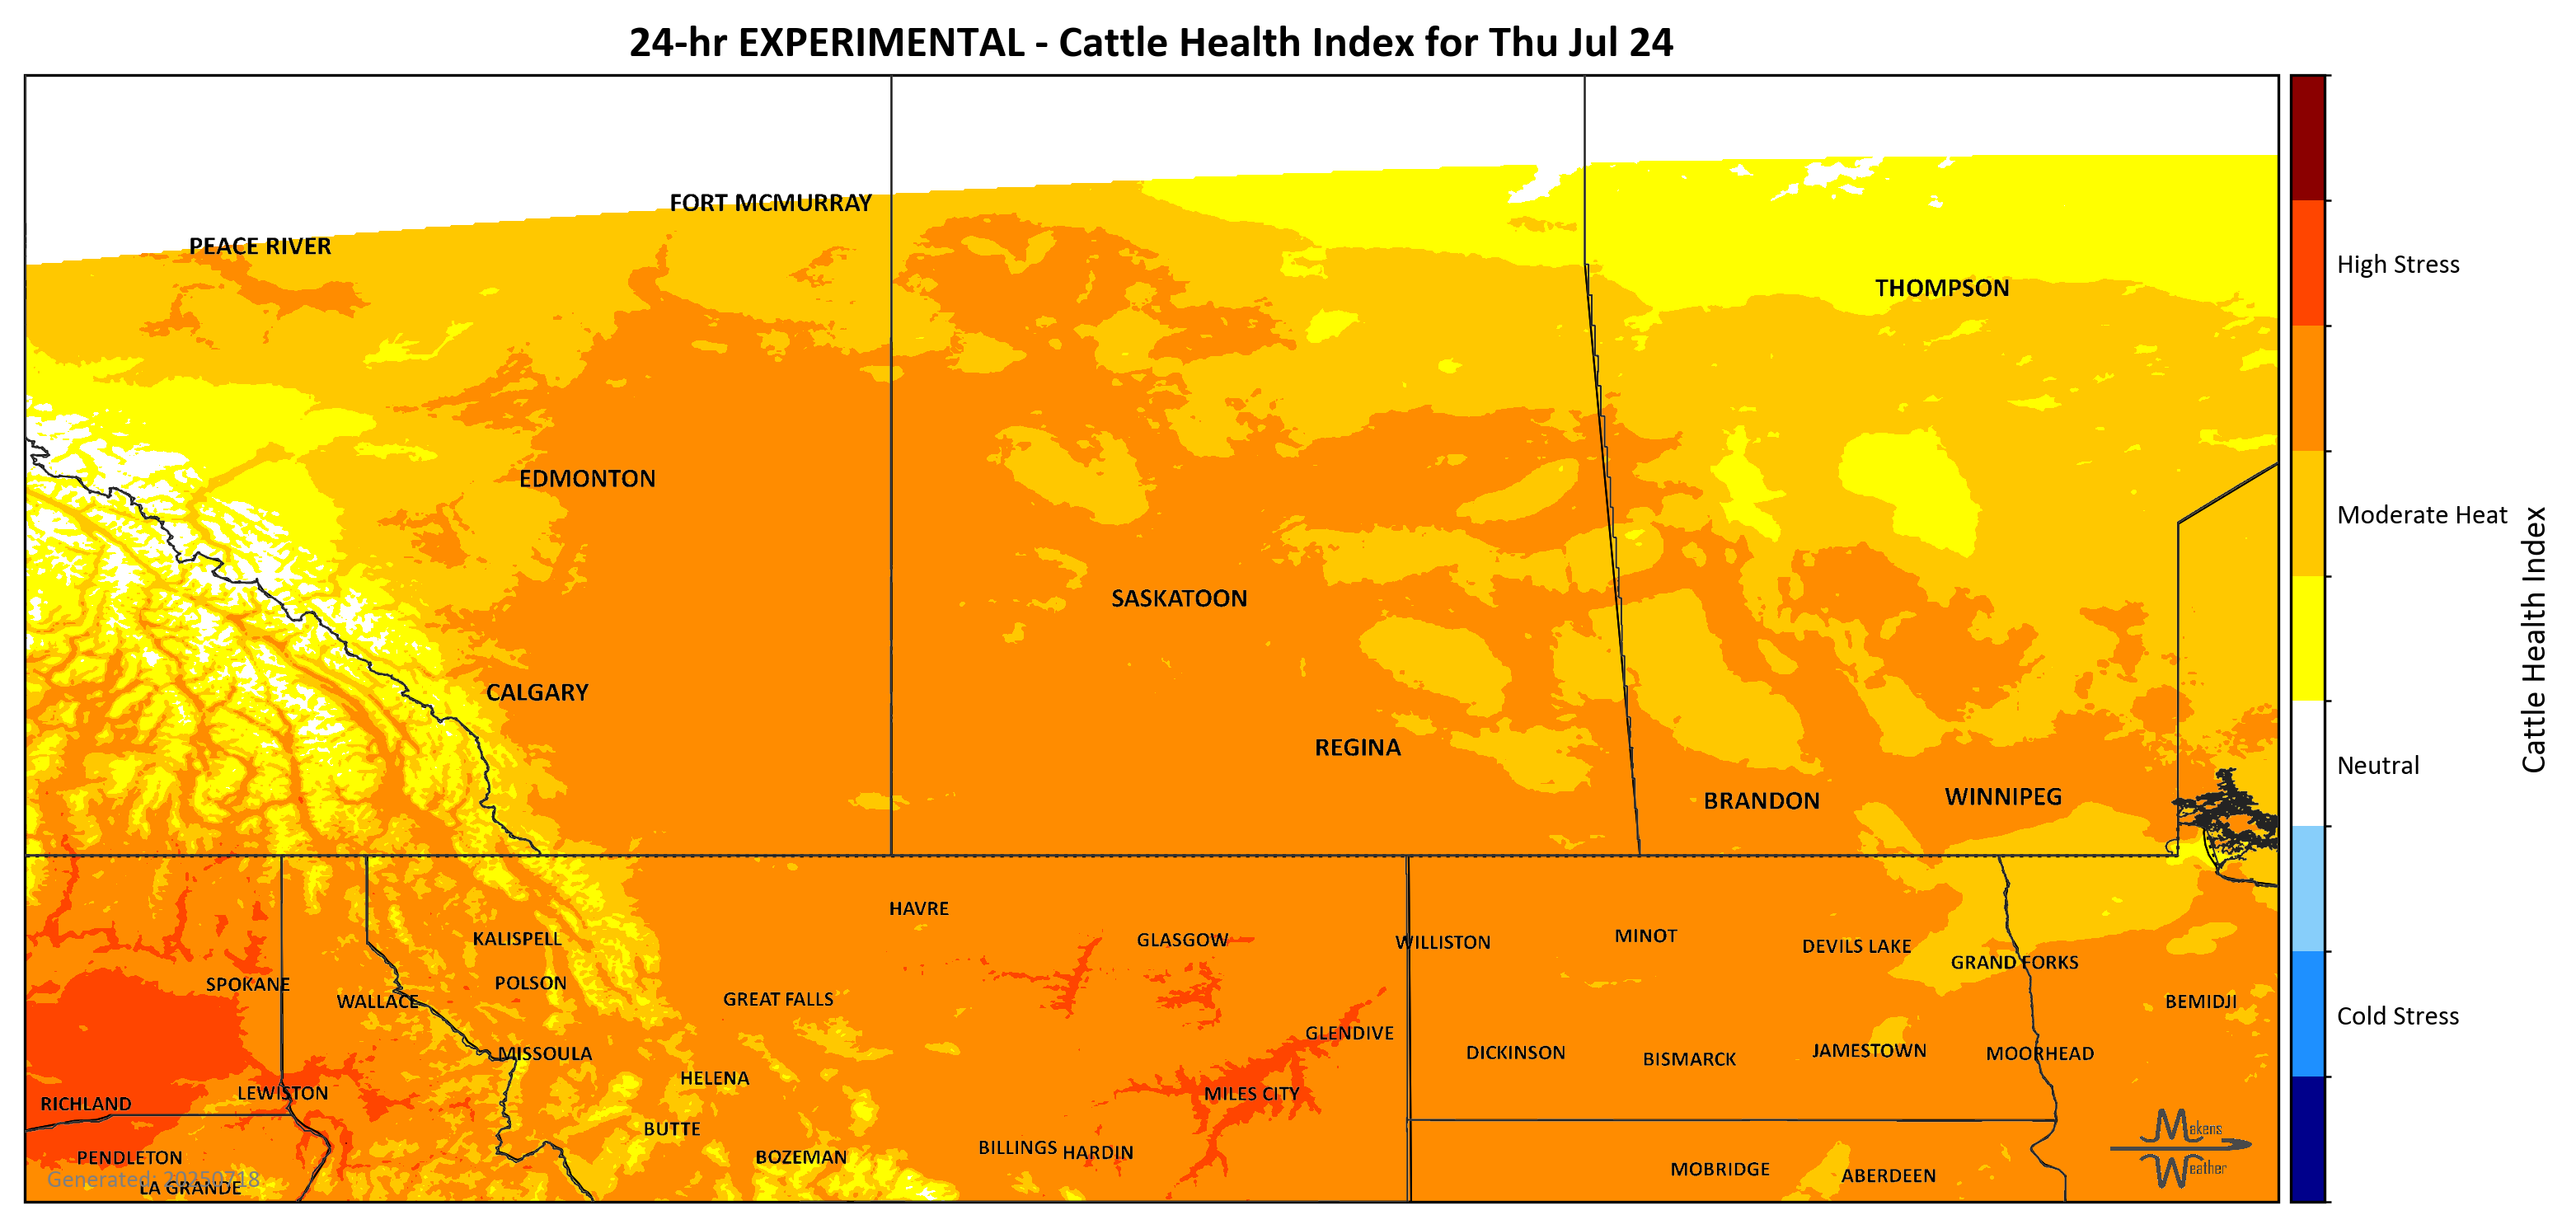 24-hr EXPERIMENTAL - Cattle Health Index for Thu Jul 24
FORT MCMURRAY
PEACE RIVER
THOMPSON
High Stress
EDMONTON
Moderate Heat
SASKATOON
Cattle Health Index
CALGARY
REGINA
Neutral
BRANDON
WINNIPEG
HAVRE
KALISPELL
GLASGOW
WILLISTON
MINOT
DEVILS LAKE
GRAND FORKS
SPOKANE
POLSON
WALLACE
GREAT FALLS
BEMIDJI
Cold Stress
GLENDIVE
MISSOULA
DICKINSON
BISMARCK
JAMESTOWN
MOORHEAD
HELENA
RICHLAND
LEWISTON
MILES CITY
BUTTE
BILLINGS
HARDIN
BOZEMAN
PENDLETON
MOBRIDGE
ABERDEEN
Generated: 20250718
LA GRANDE
Makens
Weather